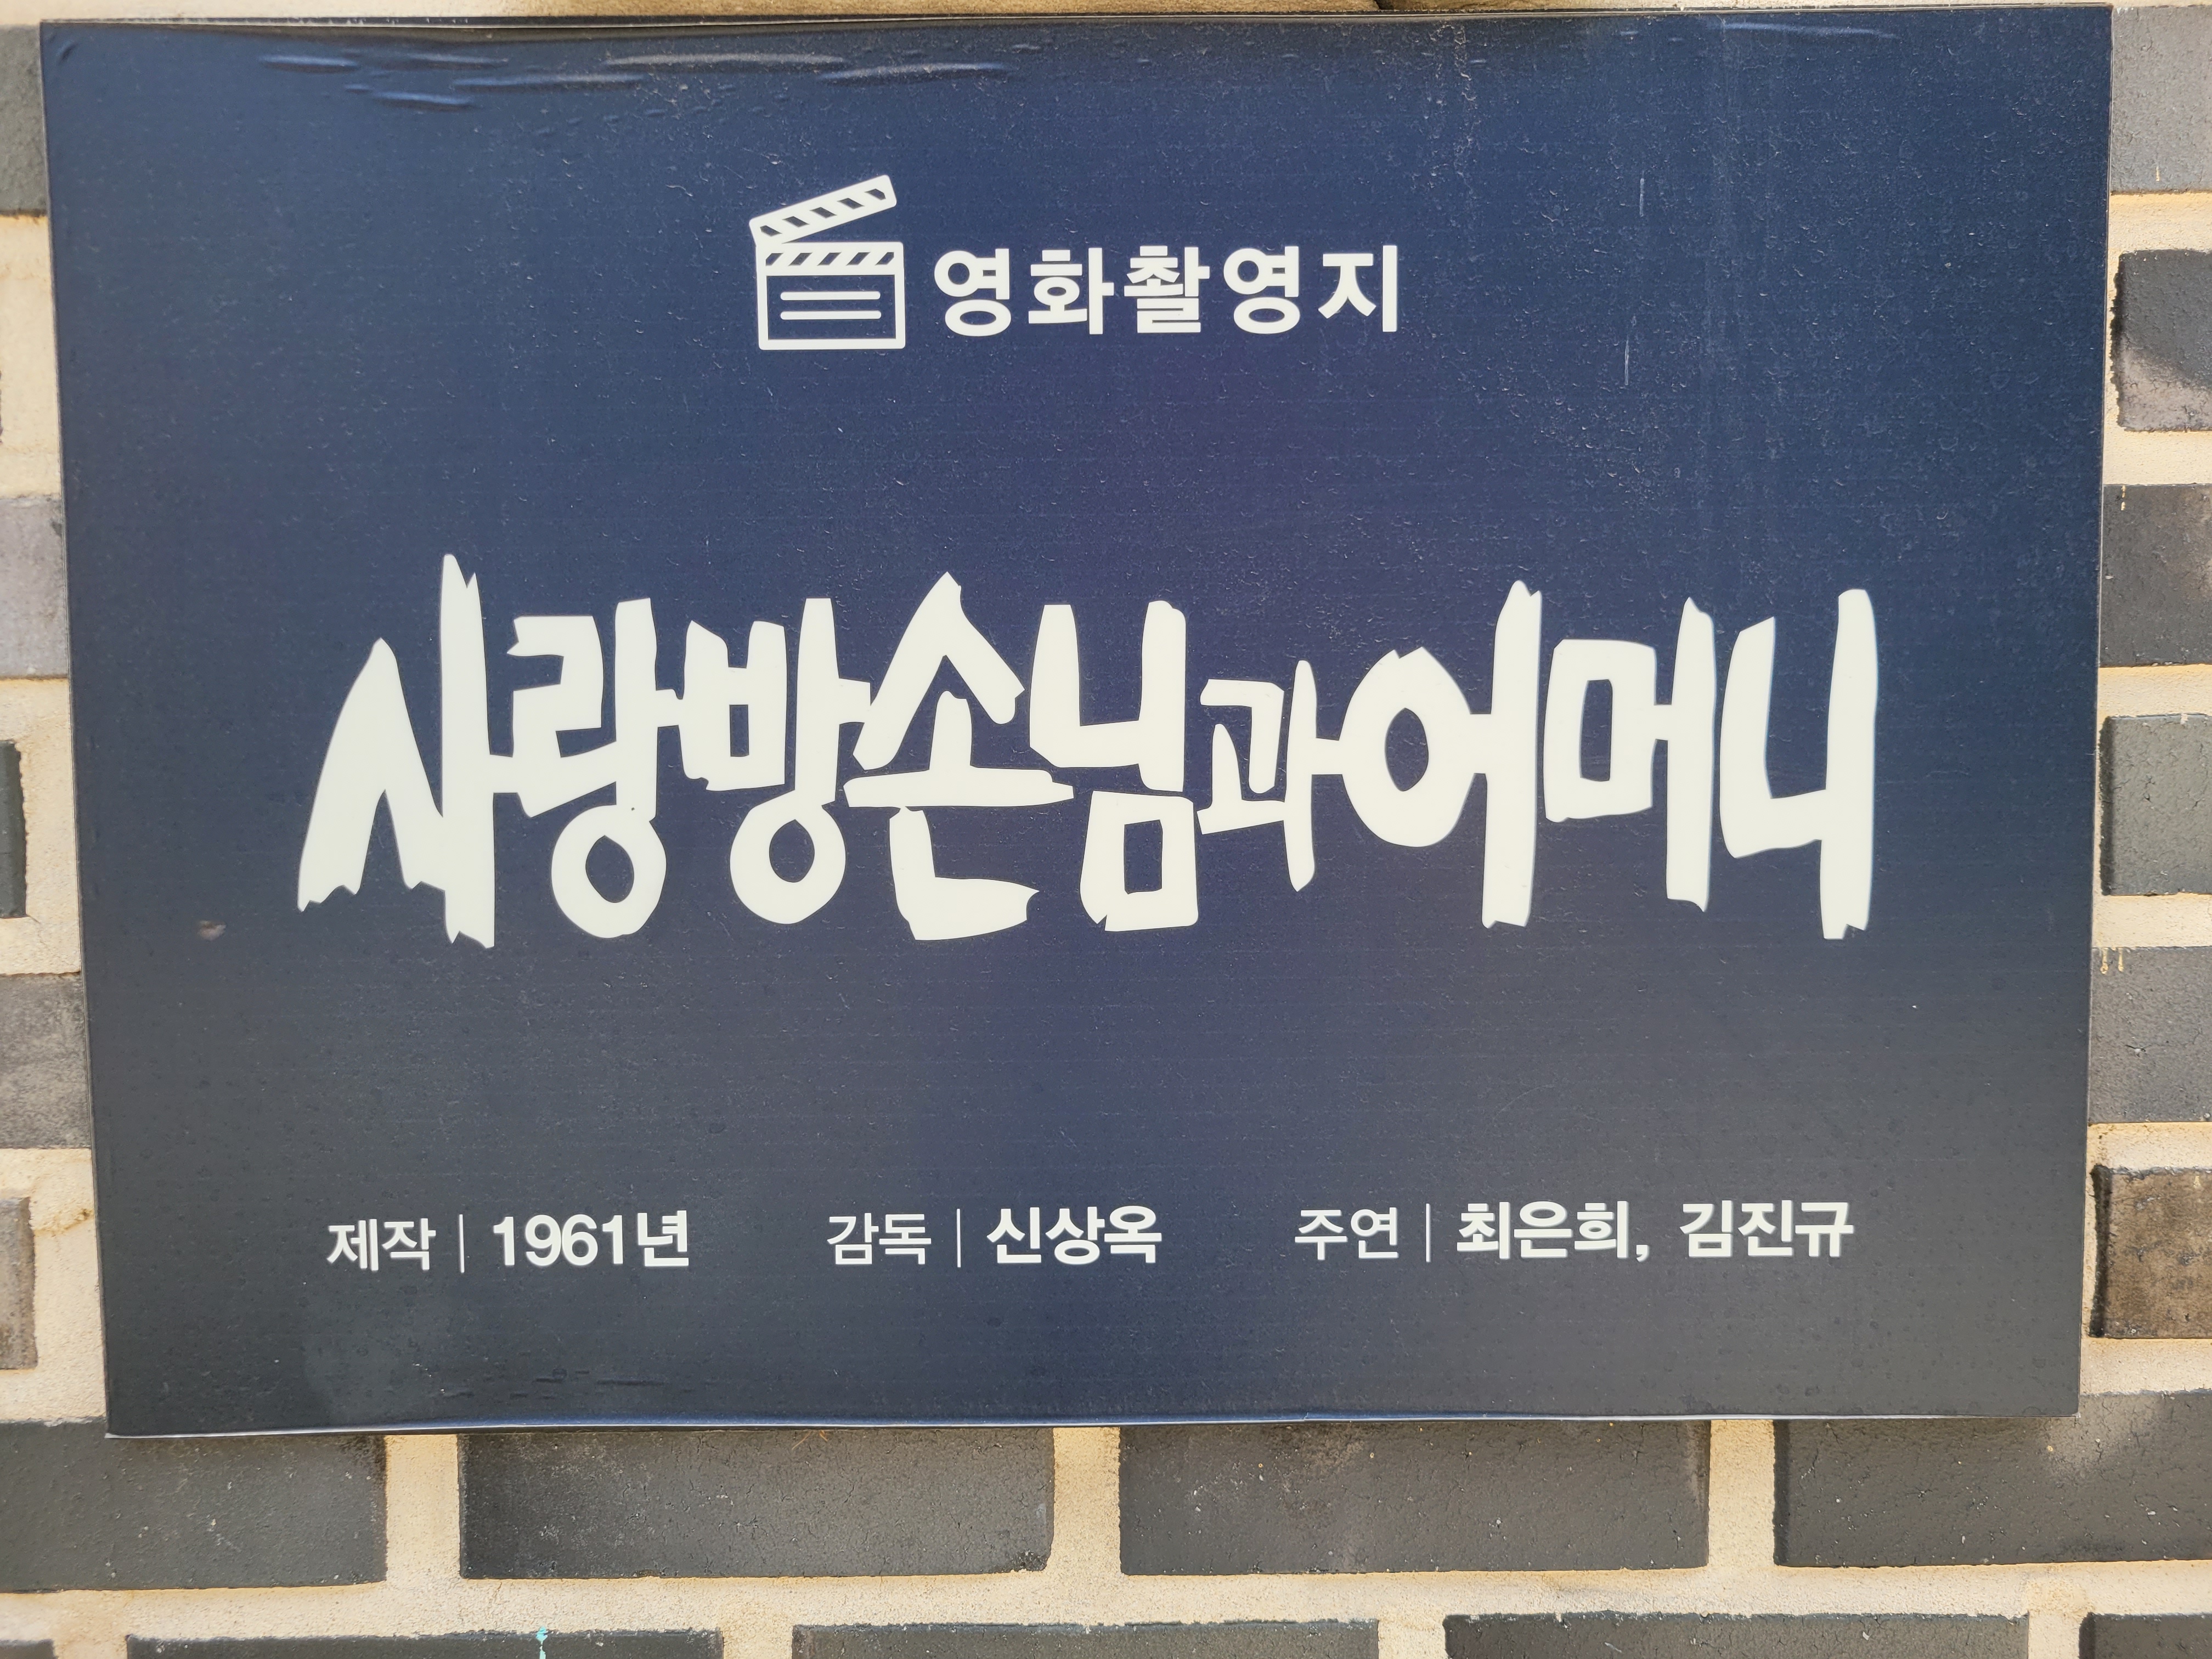 영화촬영지
사랑방손님과어머니
제작 | 1961년 감독 | 신상옥 주연 | 최은희, 김진규